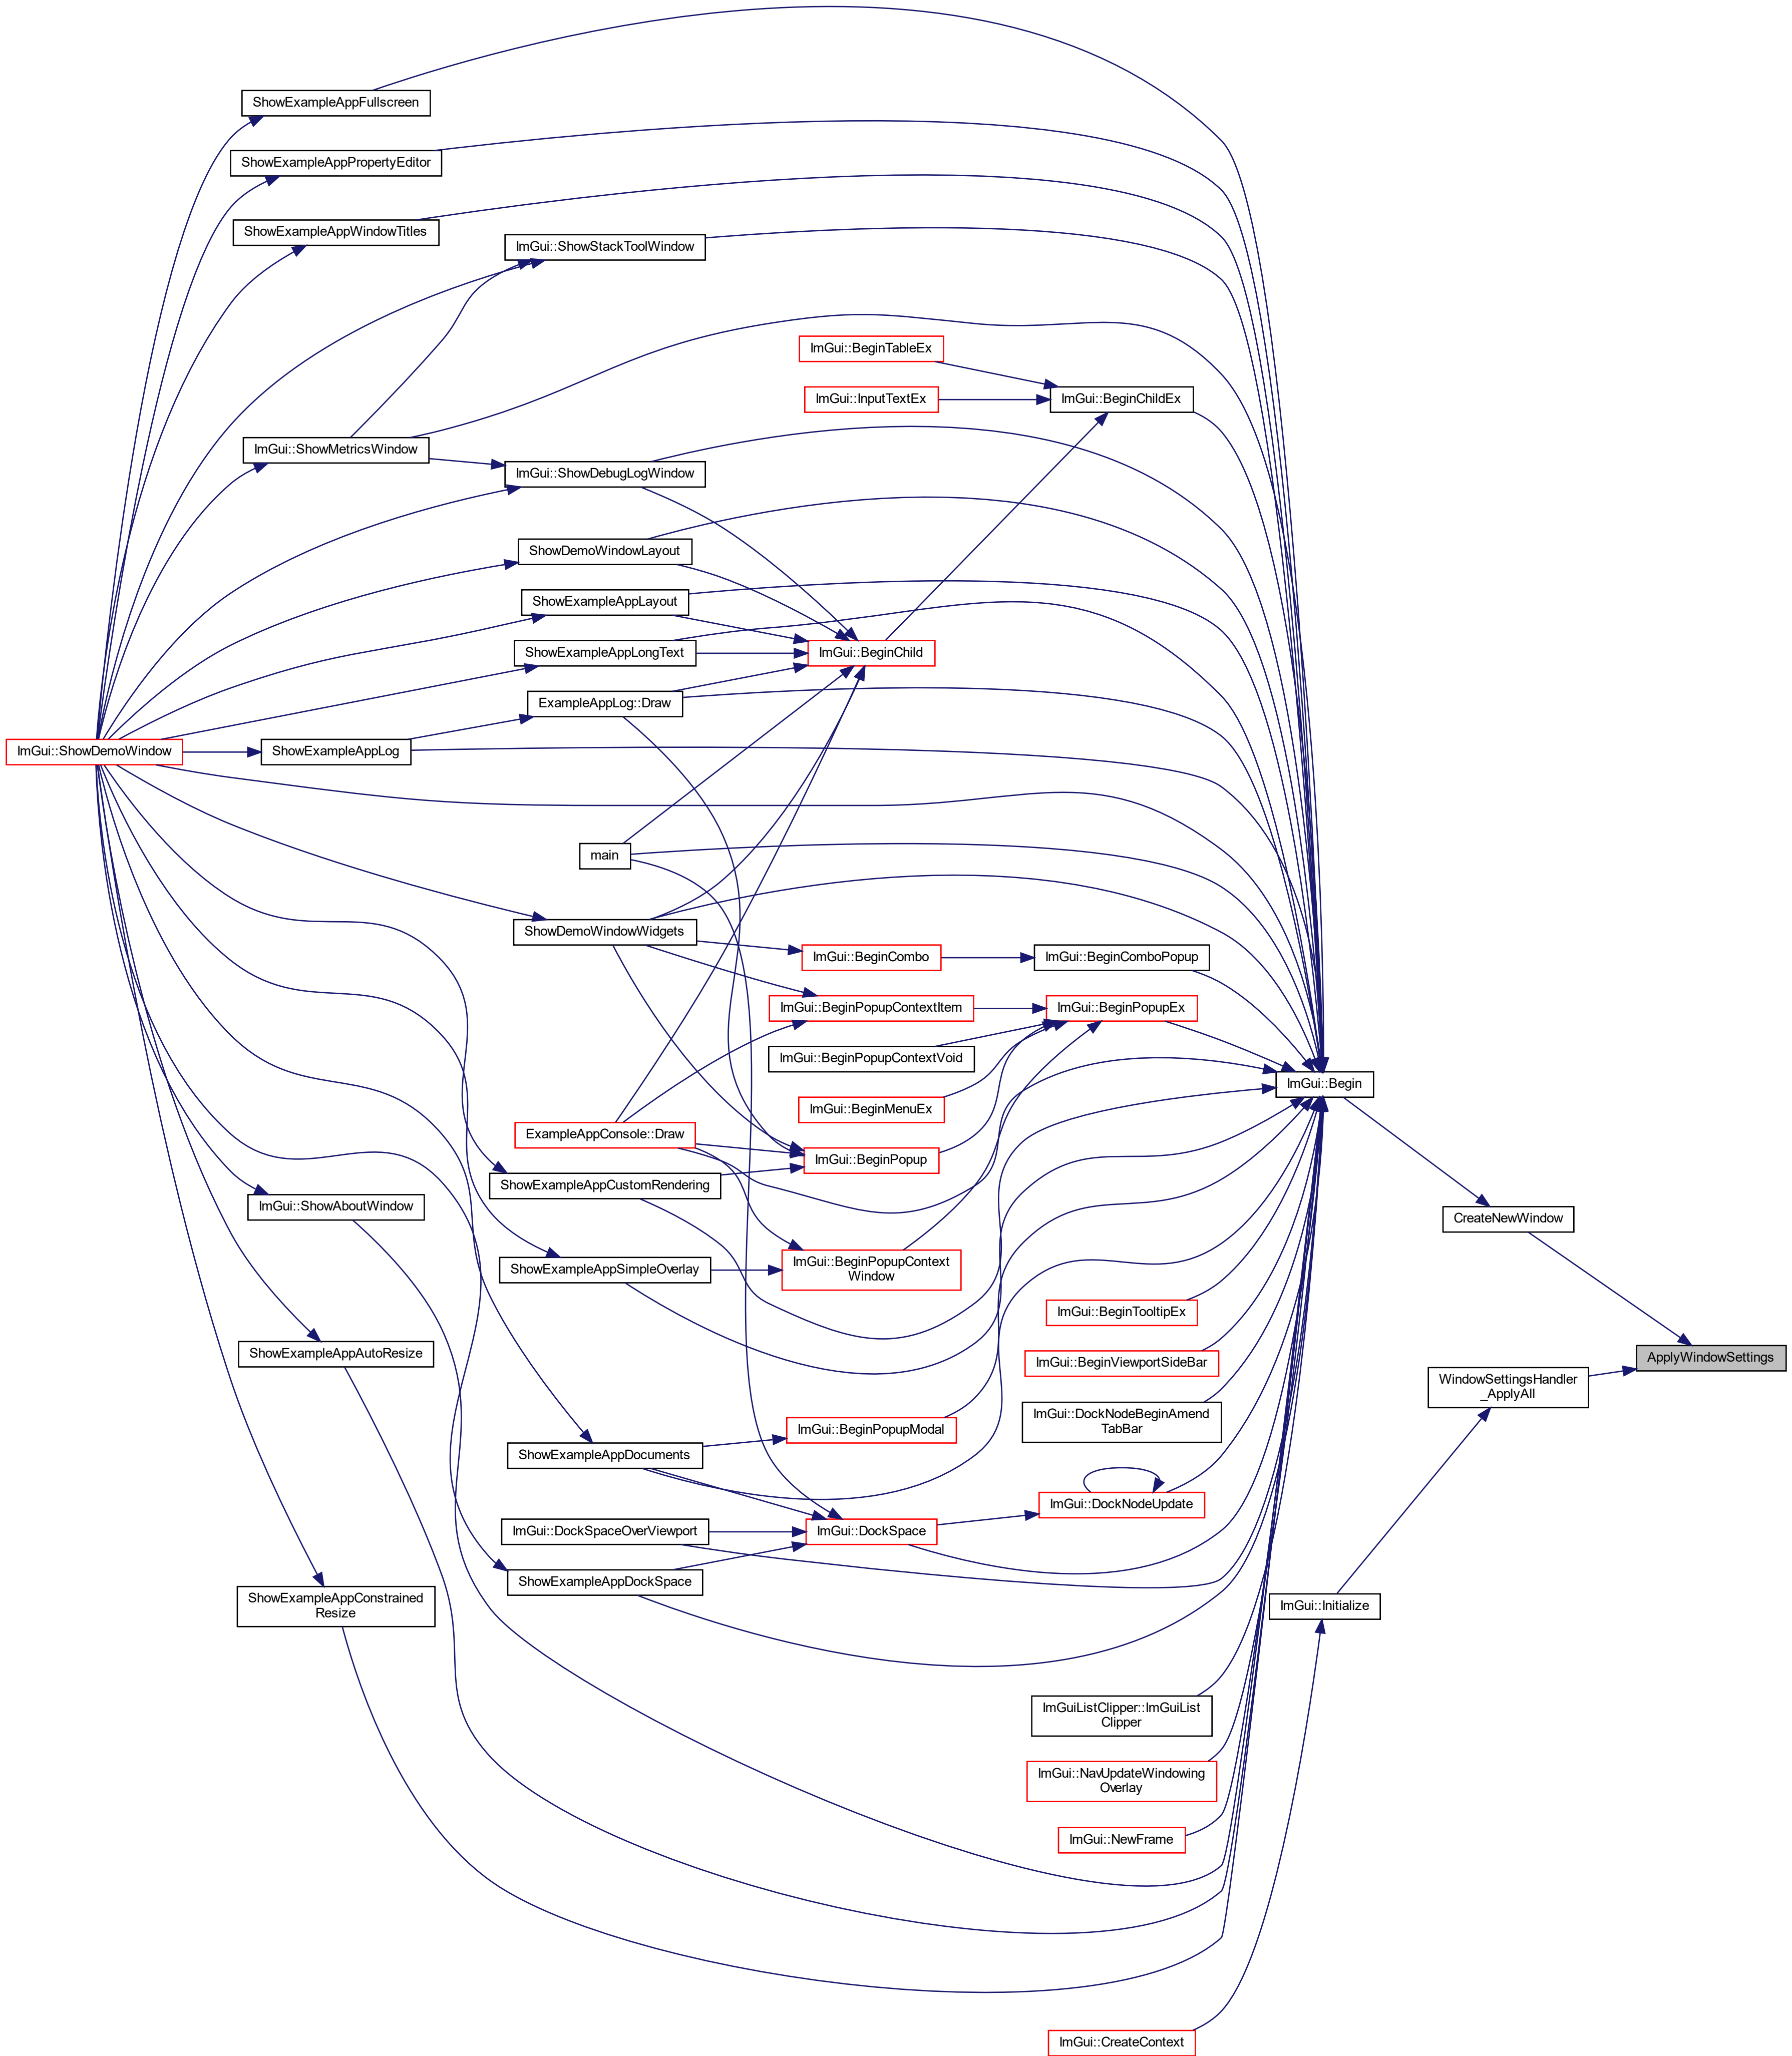 ShowExampleAppFullscreen
ShowExampleAppPropertyEditor
ShowExampleAppWindowTitles
ImGui::ShowStackToolWindow
ImGui::BeginTableEx
ImGui::InputTextEx
ImGui::BeginChildEx
ImGui::ShowMetricsWindow
ImGui::ShowDebugLogWindow
ShowDemoWindowLayout
ShowExampleAppLayout
ShowExampleAppLongText
ImGui::BeginChild
ExampleAppLog::Draw
ImGui::ShowDemoWindow
ShowExampleAppLog
main
ShowDemoWindowWidgets
ImGui::BeginCombo
ImGui::BeginComboPopup
ImGui::BeginPopupContextItem
ImGui::BeginPopupEx
ImGui::BeginPopupContextVoid
ImGui::Begin
ImGui::BeginMenuEx
ExampleAppConsole::Draw
ImGui::BeginPopup
ShowExampleAppCustomRendering
ImGui::ShowAboutWindow
CreateNewWindow
ShowExampleAppSimpleOverlay
ImGui::BeginPopupContext
Window
ImGui::BeginTooltipEx
ShowExampleAppAutoResize
ImGui::BeginViewportSideBar
ApplyWindowSettings
WindowSettingsHandler
_ApplyAll
ImGui::DockNodeBeginAmend
TabBar
ImGui::BeginPopupModal
ShowExampleAppDocuments
ImGui::DockNodeUpdate
ImGui::DockSpaceOverViewport
ImGui::DockSpace
ShowExampleAppDockSpace
ShowExampleAppConstrained
Resize
ImGui::Initialize
ImGuiListClipper::ImGuiList
Clipper
ImGui::NavUpdateWindowing
Overlay
ImGui::NewFrame
ImGui::CreateContext